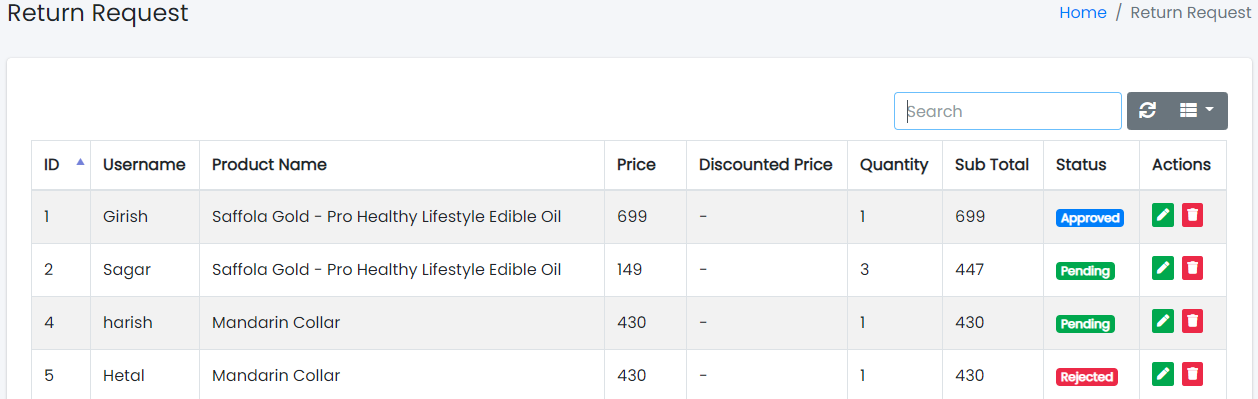 Return Request
Home / Return Request
Search
ID Username Product Name Price Discounted Price Quantity Sub Total Status Actions
1 Girish Saffola Gold - Pro Healthy Lifestyle Edible Oil 699 - 1 699 Approved
2 Sagar Saffola Gold - Pro Healthy Lifestyle Edible Oil 149 - 3 447 Pending
4 harish Mandarin Collar 430 - 1 430 Pending
5 Hetal Mandarin Collar 430 - 1 430 Rejected